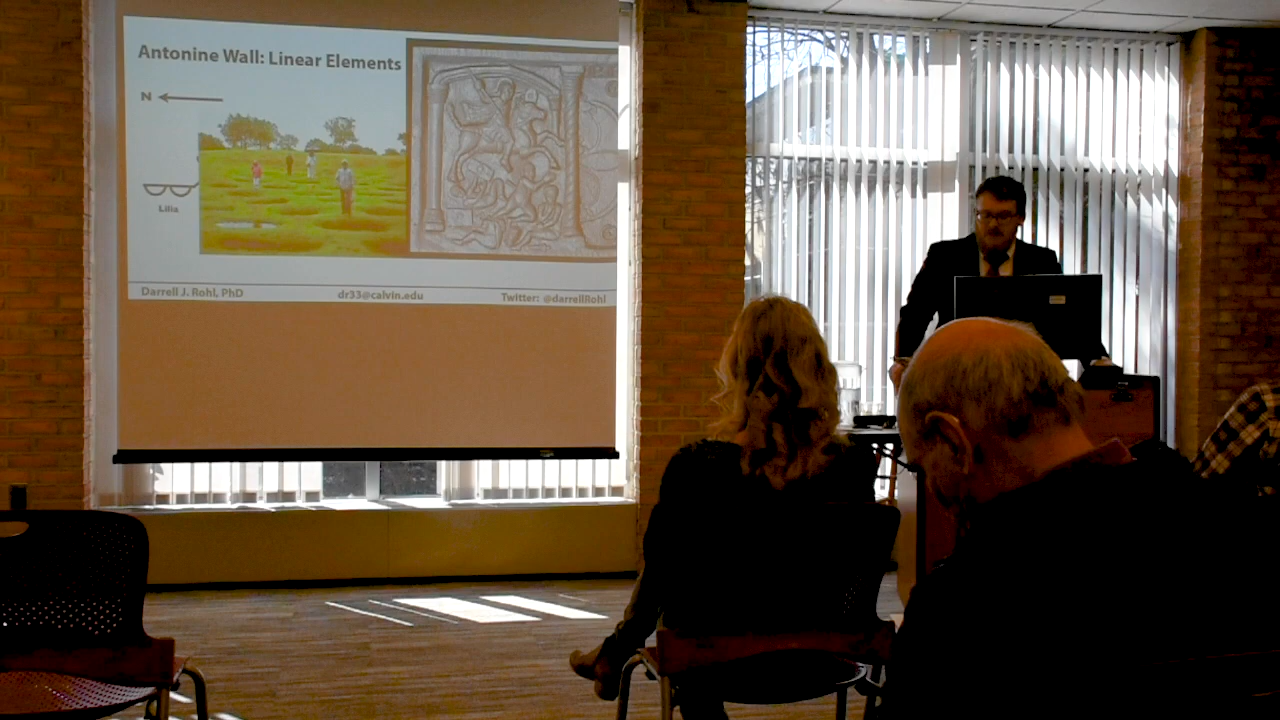 Antonine Wall: Linear Elements
N
Lilia
Darrell J. Rohl, PhD dr33@calvin.edu Twitter: @darrellRohl